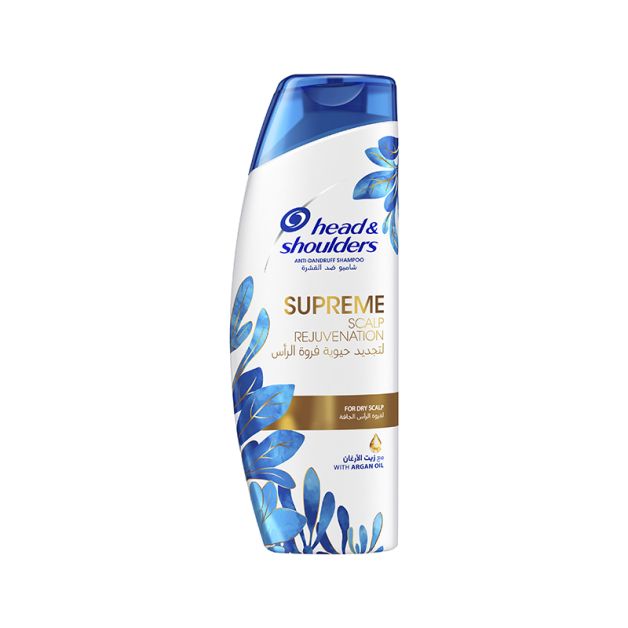 head &
shoulders
ANTI-DANDRUFF SHAMPOO
شامبو ضد القشرة
SUPREME
SCALP
REJUVENATION
لتجديد حيوية فروة الرأس
FOR DRY SCALP
لفروة الرأس الجافة
مع زيت الأرغان
WITH ARGAN OIL